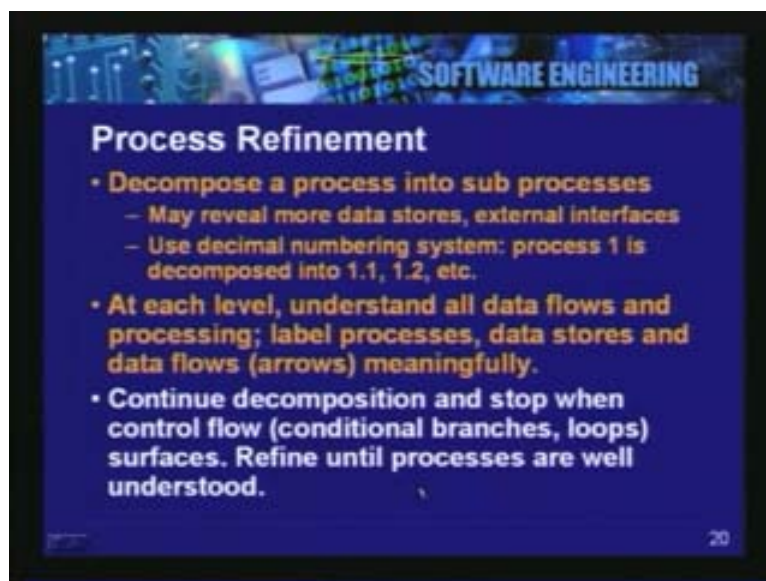 SOFTWARE ENGINEERING
Process Refinement
• Decompose a process into sub processes
– May reveal more data stores, external interfaces
– Use decimal numbering system: process 1 is
decomposed into 1.1, 1.2, etc.
• At each level, understand all data flows and
processing; label processes, data stores and
data flows (arrows) meaningfully.
• Continue decomposition and stop when
control flow (conditional branches, loops)
surfaces. Refine until processes are well
understood.
20